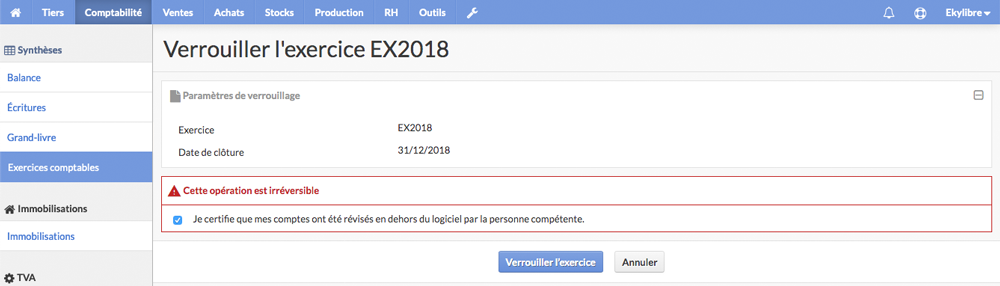 Tiers Comptabilité Ventes Achats Stocks Production RH Outils Ekylibre
Synthèses
Balance
Écritures
Grand-livre
Exercices comptables
Immobilisations
Immobilisations
TVA
Verrouiller l'exercice EX2018
Paramètres de verrouillage
Exercice EX2018
Date de clôture 31/12/2018
Cette opération est irréversible
Je certifie que mes comptes ont été révisés en dehors du logiciel par la personne compétente.
Verrouiller l'exercice Annuler